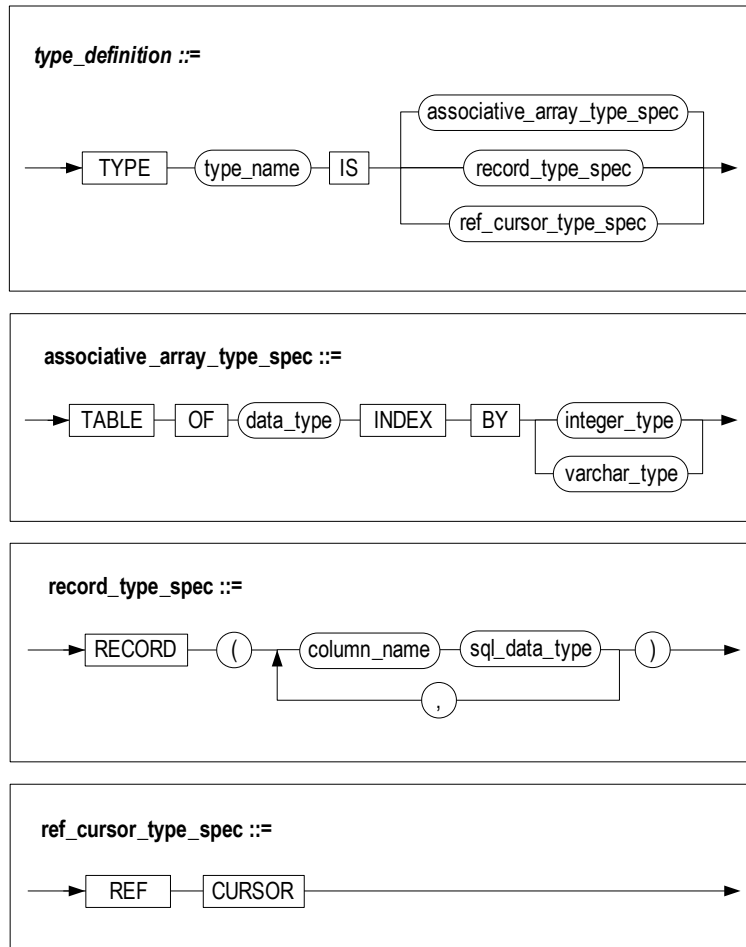 type_definition ::=
associative_array_type_spec
TYPE type_name IS record_type_spec
ref_cursor_type_spec
associative_array_type_spec ::=
TABLE OF data_type INDEX BY integer_type
varchar_type
record_type_spec ::=
RECORD ( column_name sql_data_type )
,
ref_cursor_type_spec ::=
REF CURSOR